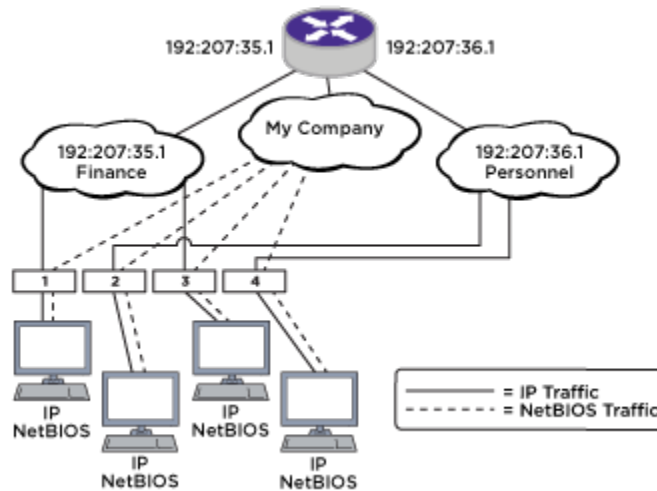 192:207:35.1
192:207:36.1
My Company
192:207:35.1
Finance
192:207:36.1
Personnel
1
2
3
4
IP
NetBIOS
IP
NetBIOS
IP
NetBIOS
IP
NetBIOS
= IP Traffic
= NetBIOS Traffic